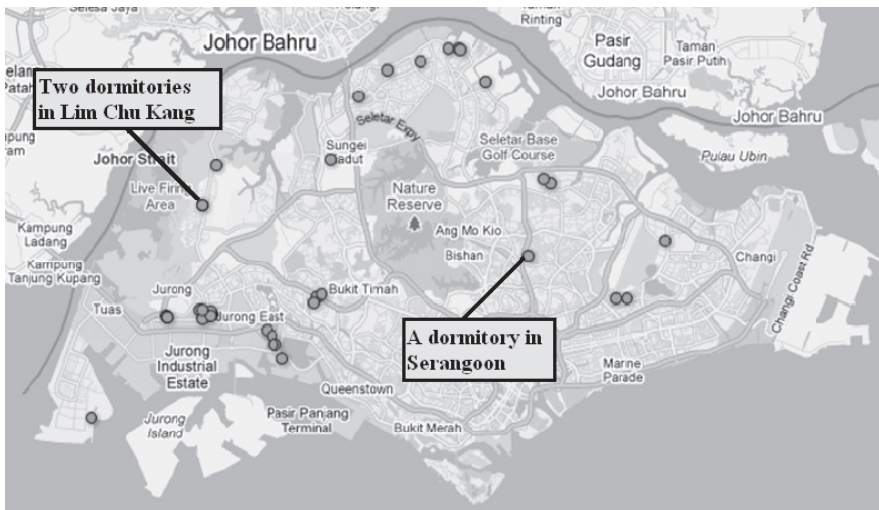 Selesa Jaya
Johor Bahru
Taman
Rinting
Pasir
Gudang
Taman
Pasir Putih
Johor Bahru
Johor Bahru
Two dormitories
in Lim Chu Kang
Seletar Expy
Johor Strait
Sungei
Kadut
Seletar Base
Golf Course
Pulau Ubin
Live Firing
Area
Nature
Reserve
Kampung
Ladang
Ang Mo Kio
Bishan
Changi
Kampung
Tanjung Kupang
Changi Coast Rd
Jurong
Bukit Timah
Tuas
Jurong East
A dormitory in
Serangoon
Jurong
Industrial
Estate
Marine
Parade
Queenstown
Jurong
Island
Pasir Panjang
Terminal
Bukit Merah